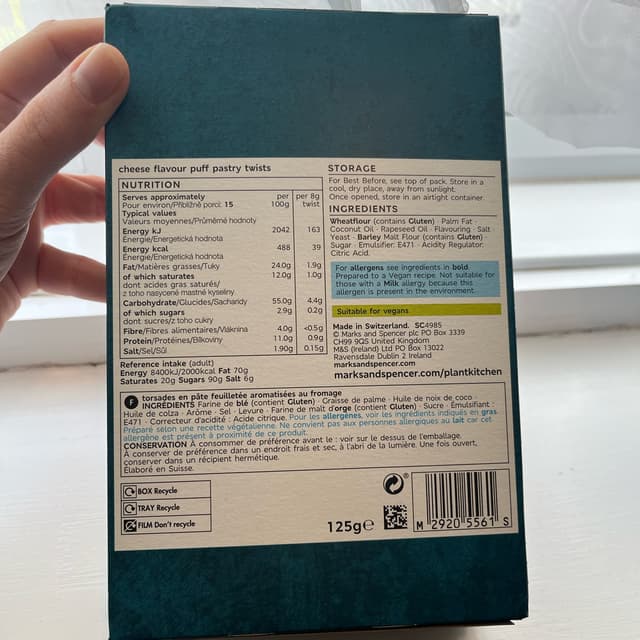 cheese flavour puff pastry twists
NUTRITION
Serves approximately
Pour environ/Přibližně porcí: 15
per 100g
per 8g twist
Typical values
Valeurs moyennes/Průměrné hodnoty
Energy kJ 2042 163
Énergie/Energetická hodnota
Energy kcal 488 39
Énergie/Energetická hodnota
Fat/Matières grasses/Tuky 24.0g 1.9g
of which saturates 12.0g 1.0g
dont acides gras saturés/
z toho nasycené mastné kyseliny
Carbohydrate/Glucides/Sacharidy 55.0g 4.4g
of which sugars 2.9g 0.2g
dont sucres/z toho cukry
Fibre/Fibres alimentaires/Vláknina 4.0g <0.5g
Protein/Protéines/Bílkoviny 11.0g 0.9g
Salt/Sel/Sůl 1.90g 0.15g
Reference intake (adult)
Energy 8400kJ/2000kcal Fat 70g
Saturates 20g Sugars 90g Salt 6g
STORAGE
For Best Before, see top of pack. Store in a
cool, dry place, away from sunlight.
Once opened, store in an airtight container.
INGREDIENTS
Wheatflour (contains Gluten) · Palm Fat ·
Coconut Oil · Rapeseed Oil · Flavouring · Salt ·
Yeast · Barley Malt Flour (contains Gluten) ·
Sugar · Emulsifier: E471 · Acidity Regulator:
Citric Acid.
For allergens see ingredients in bold.
Prepared to a Vegan recipe. Not suitable for
those with a Milk allergy because this
allergen is present in the environment.
Suitable for vegans
Made in Switzerland. SC4985
© Marks and Spencer plc PO Box 3339
CH99 9QS United Kingdom
M&S (Ireland) Ltd PO Box 13022
Ravensdale Dublin 2 Ireland
marksandspencer.com
marksandspencer.com/plantkitchen
F torsades en pâte feuilletée aromatisées au fromage
INGRÉDIENTS Farine de blé (contient Gluten) · Graisse de palme · Huile de noix de coco ·
Huile de colza · Arôme · Sel · Levure · Farine de malt d'orge (contient Gluten) · Sucre · Émulsifiant :
E471 · Correcteur d'acidité : Acide citrique. Pour les allergènes, voir les ingrédients indiqués en gras.
Préparé selon une recette végétalienne. Ne convient pas aux personnes allergiques au lait car cet
allergène est présent à proximité de ce produit.
CONSERVATION À consommer de préférence avant le : voir sur le dessus de l'emballage.
À conserver de préférence dans un endroit frais et sec, à l'abri de la lumière. Une fois ouvert,
conserver dans un récipient hermétique.
Élaboré en Suisse.
BOX Recycle
TRAY Recycle
FILM Don't recycle
125g℮
M 2920 5561 S